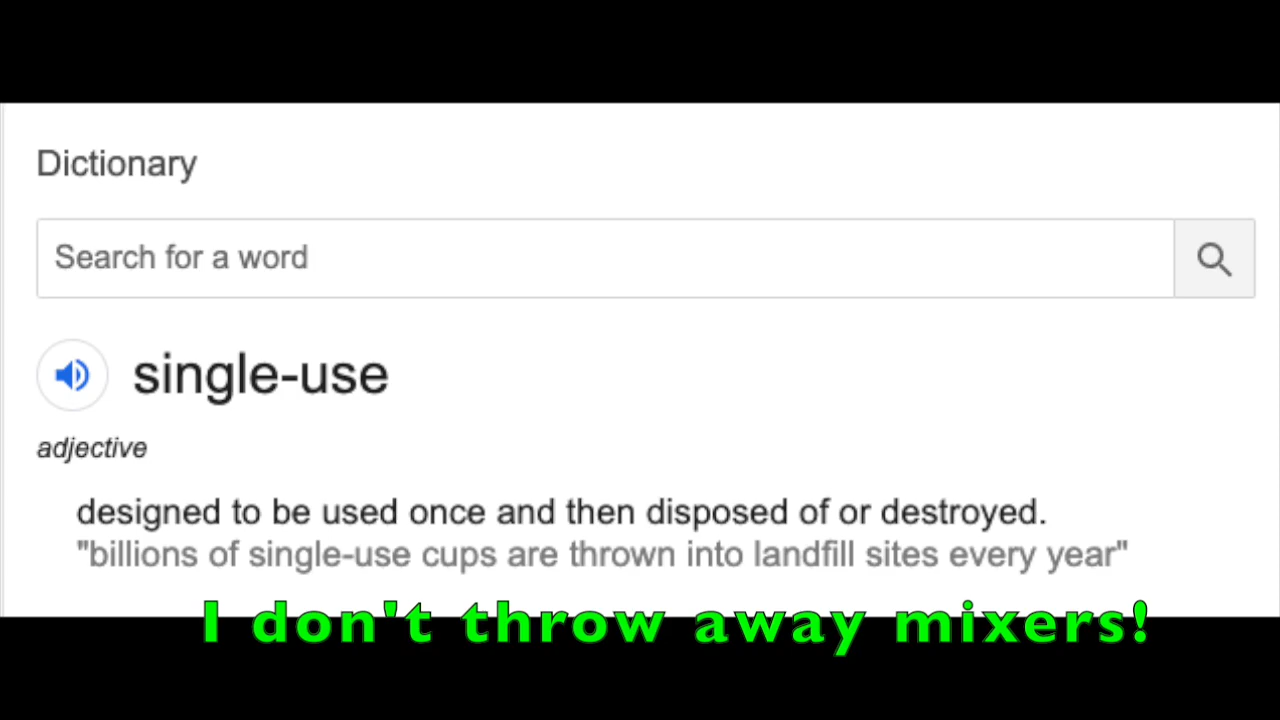 Dictionary
Search for a word
single-use
adjective
designed to be used once and then disposed of or destroyed.
"billions of single-use cups are thrown into landfill sites every year"
I don't throw away mixers!